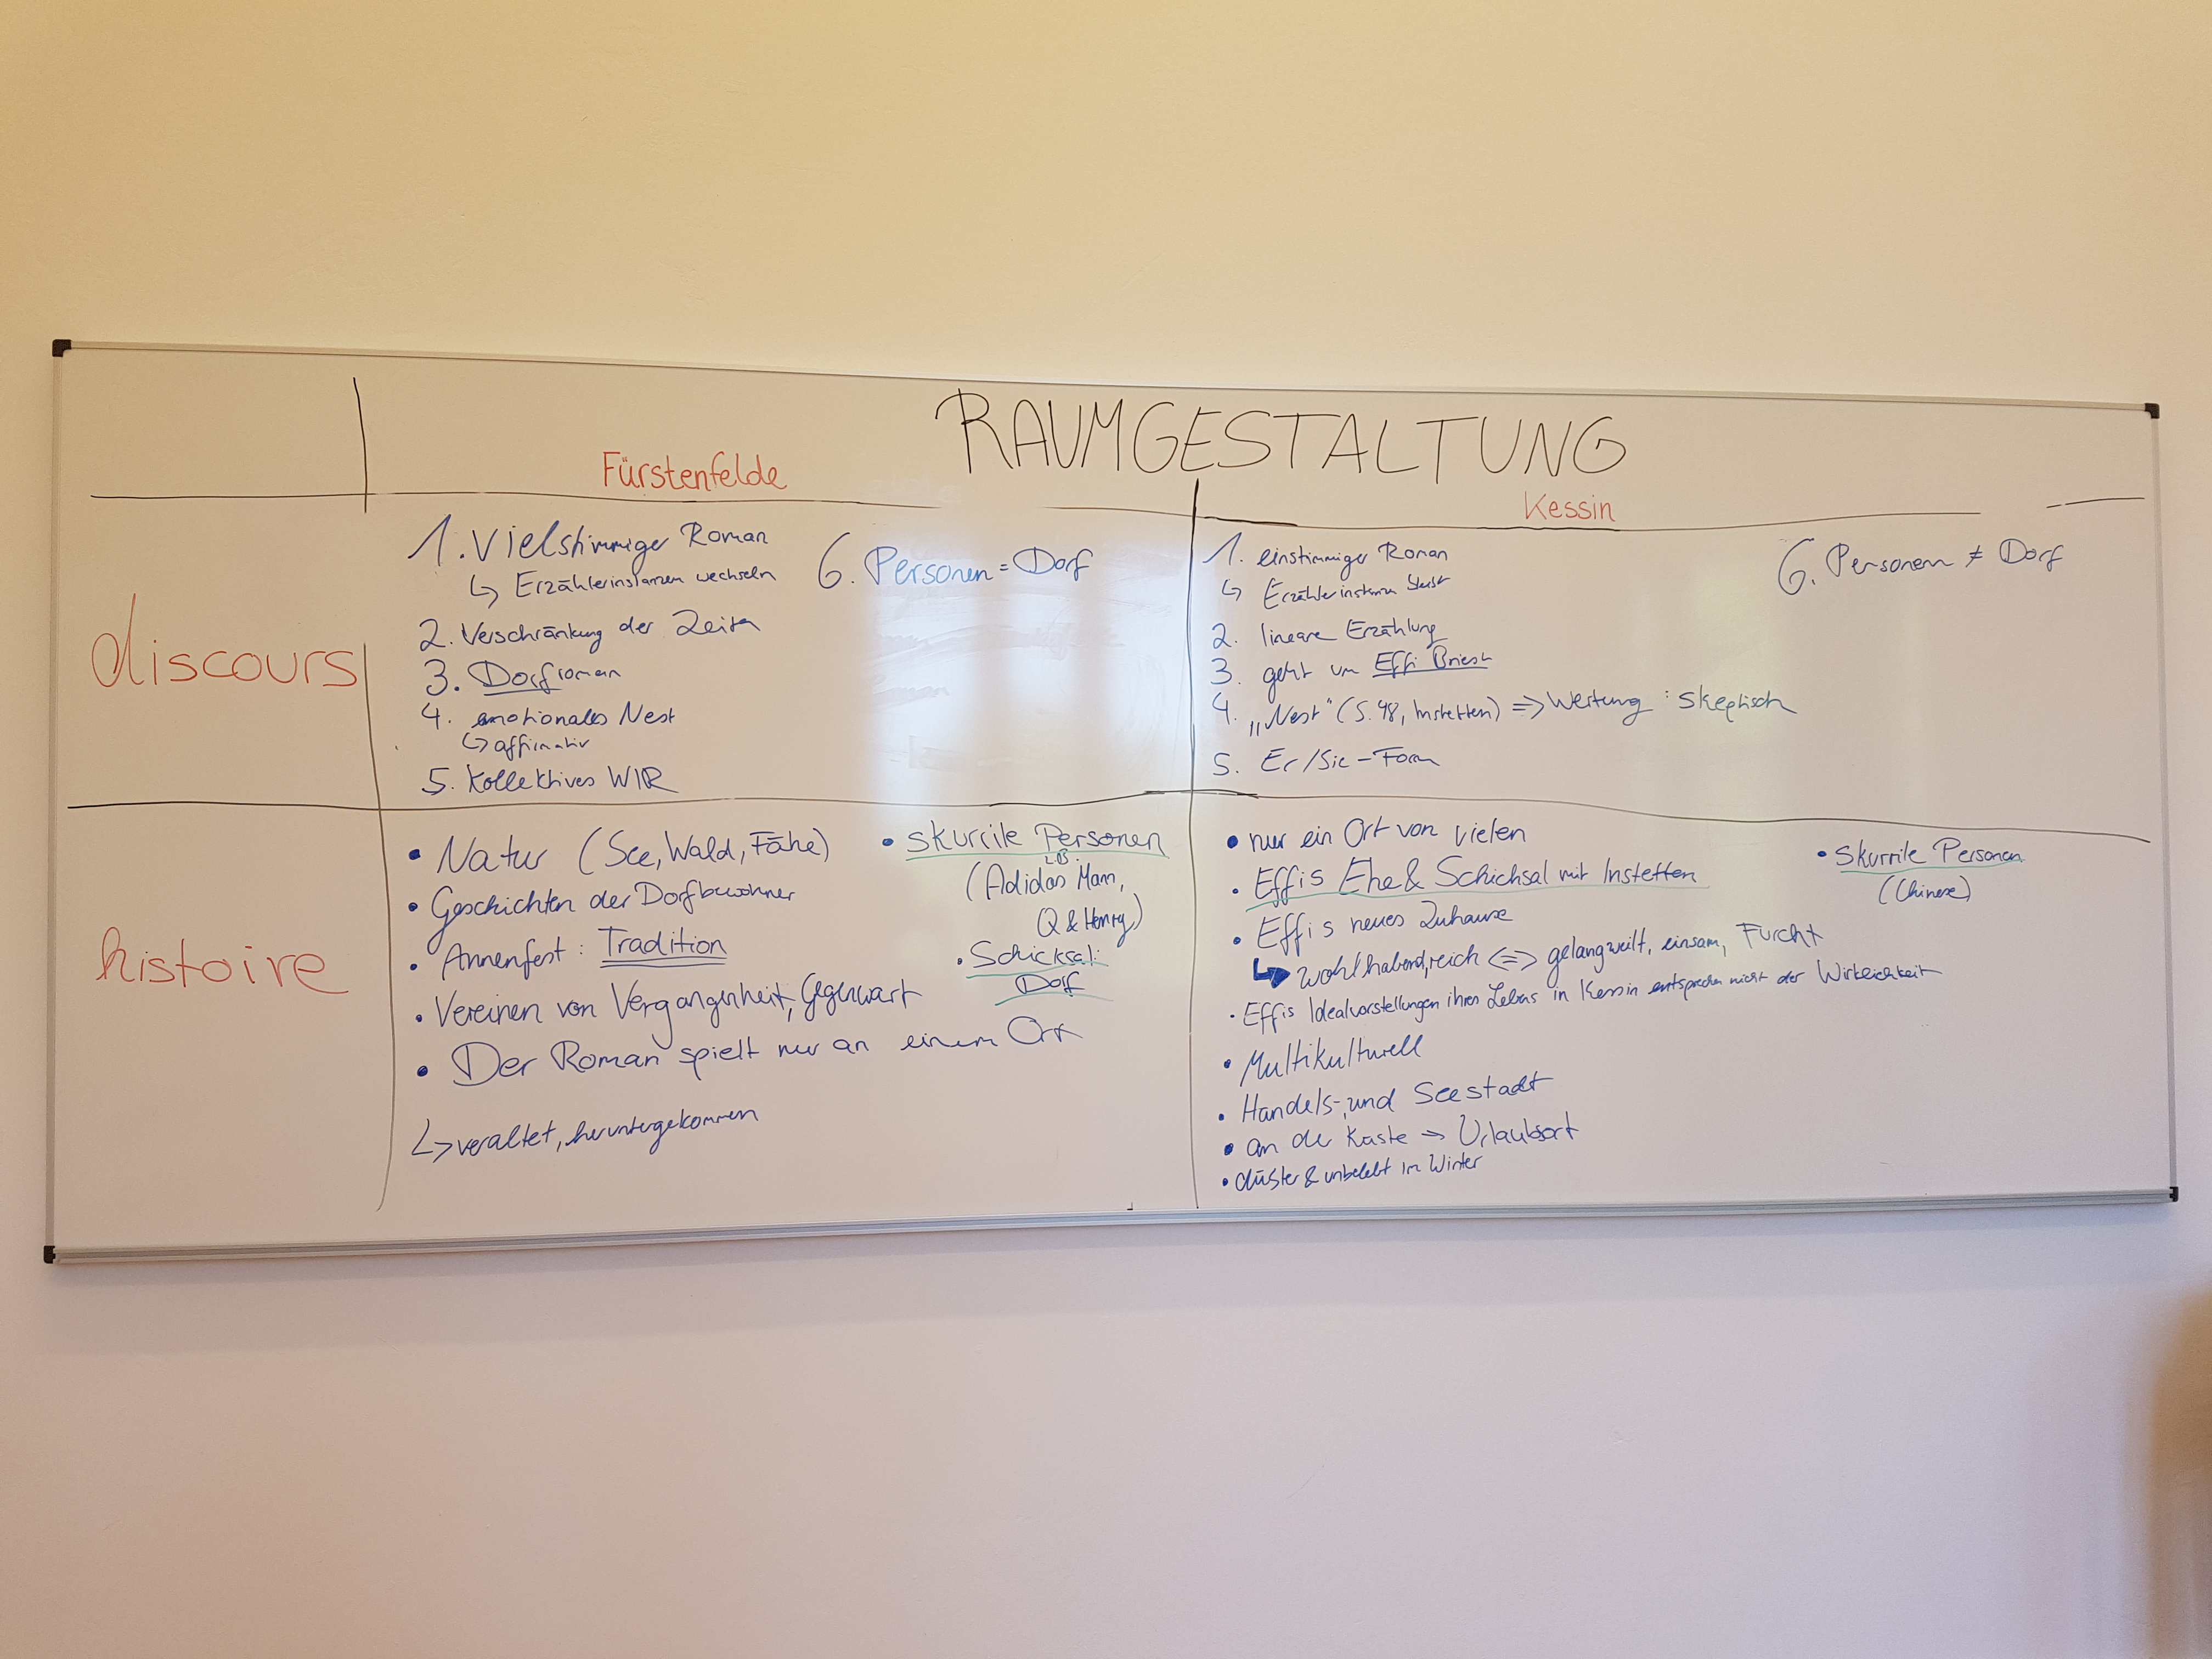 RAUMGESTALTUNG
Fürstenfelde
Kessin
discours
1. Vielstimmiger Roman
↳ Erzählerinstanzen wechseln
2. Verschränkung der Zeiten
3. Dorfroman
4. emotionales Nest
↳ affirmativ
5. Kollektives WIR
6. Personen = Dorf
1. einstimmiger Roman
↳ Erzählerinstanz
2. lineare Erzählung
3. geht um Effi Briest
4. „Nest" (S. 48, Instetten) => Wertung: skeptisch
5. Er/Sie-Form
6. Personen ≠ Dorf
histoire
• Natur (See, Wald, Fähe)
• Geschichten der Dorfbewohner
• Annenfest: Tradition
• Vereinen von Vergangenheit, Gegenwart
• Der Roman spielt nur an einem Ort
↳ veraltet, heruntergekommen
• skurrile Personen
z.B.
(Adidas Mann,
Q & Henry)
• Schicksal:
Dorf
• nur ein Ort von vielen
• Effis Ehe & Schicksal mit Instetten
• Effis neues Zuhause
↳ wohlhabend, reich <=> gelangweilt, einsam, Furcht
• Effis Idealvorstellungen ihres Lebens in Kessin entsprechen nicht der Wirklichkeit
• Multikulturell
• Handels- und Seestadt
• an der Küste → Urlaubsort
• düster & unbelebt im Winter
• Skurrile Personen
(Chinese)